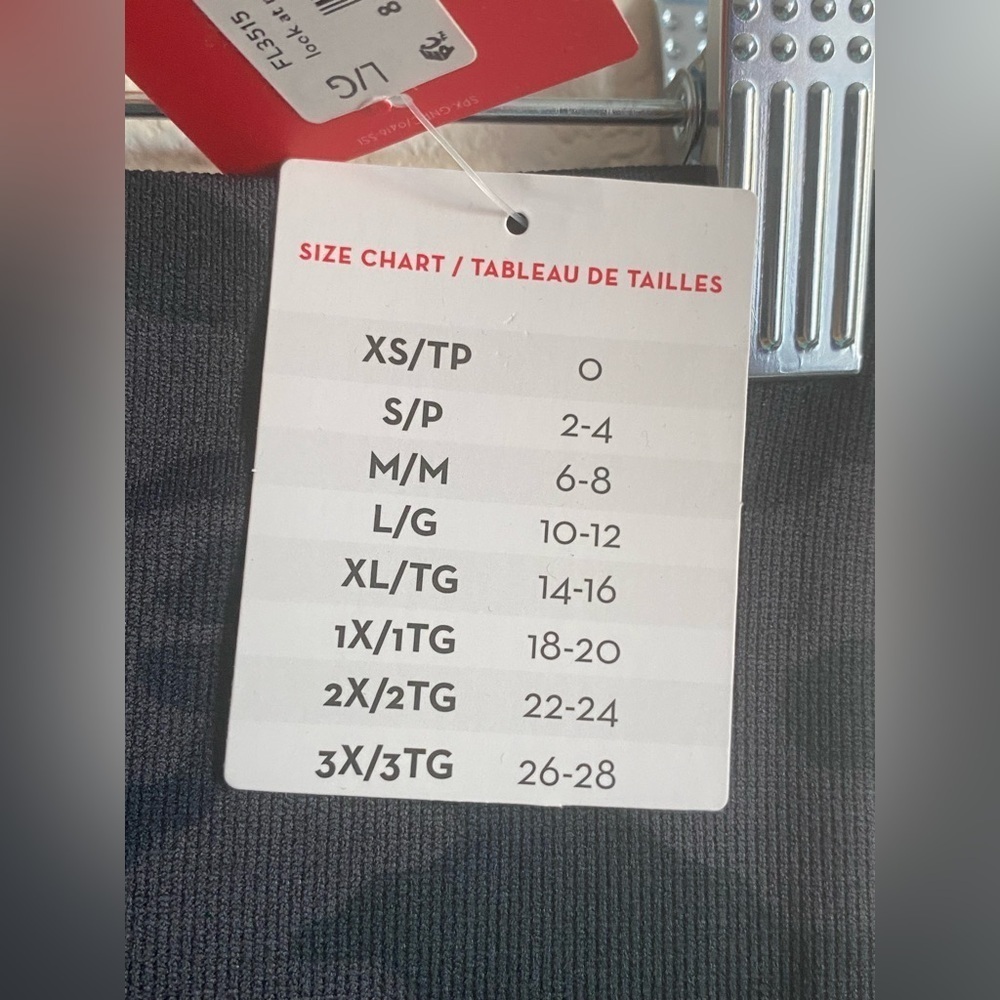 FL3515
look at
8
L/G
SIZE CHART / TABLEAU DE TAILLES
XS/TP 0
S/P 2-4
M/M 6-8
L/G 10-12
XL/TG 14-16
1X/1TG 18-20
2X/2TG 22-24
3X/3TG 26-28